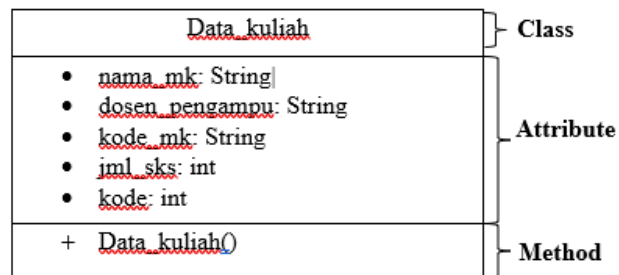 Data_kuliah Class
• nama_mk: String
• dosen_pengampu: String
• kode_mk: String
• jml_sks: int
• kode: int
Attribute
+ Data_kuliah()
Method